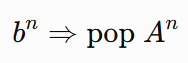 bⁿ ⇒ pop Aⁿ